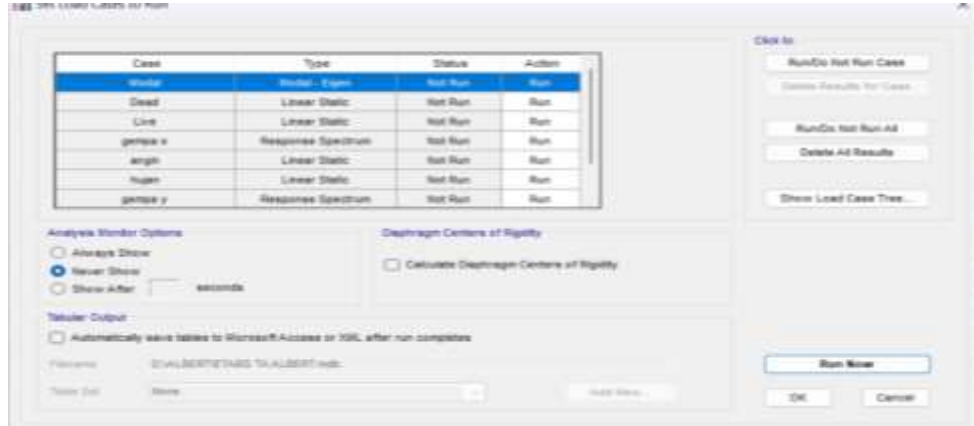 Set Load Cases to Run
Click to:
Case Type Status Action
Modal Modal - Eigen Not Run Run
Dead Linear Static Not Run Run
Live Linear Static Not Run Run
gempa x Response Spectrum Not Run Run
angin Linear Static Not Run Run
hujan Linear Static Not Run Run
gempa y Response Spectrum Not Run Run
Run/Do Not Run Case
Delete Results for Case
Run/Do Not Run All
Delete All Results
Show Load Case Tree...
Analysis Monitor Options
Always Show
Never Show
Show After seconds
Diaphragm Centers of Rigidity
Calculate Diaphragm Centers of Rigidity
Tabular Output
Automatically save tables to Microsoft Access or XML after run completes
Filename
Table Set None Add New...
Run Now
OK Cancel